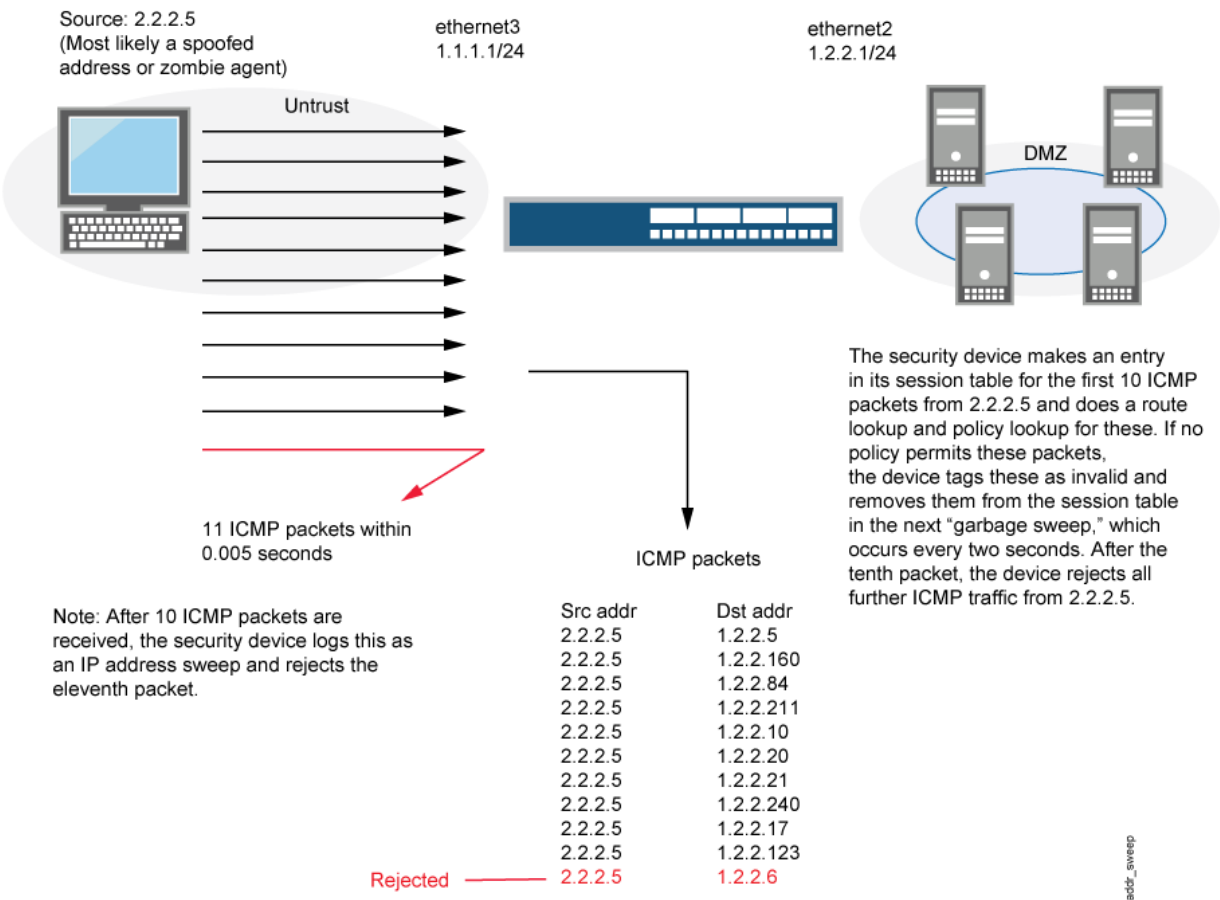 Source: 2.2.2.5
(Most likely a spoofed
address or zombie agent)
ethernet3
1.1.1.1/24
ethernet2
1.2.2.1/24
Untrust
DMZ
11 ICMP packets within
0.005 seconds
Note: After 10 ICMP packets are
received, the security device logs this as
an IP address sweep and rejects the
eleventh packet.
The security device makes an entry
in its session table for the first 10 ICMP
packets from 2.2.2.5 and does a route
lookup and policy lookup for these. If no
policy permits these packets,
the device tags these as invalid and
removes them from the session table
in the next “garbage sweep,” which
occurs every two seconds. After the
tenth packet, the device rejects all
further ICMP traffic from 2.2.2.5.
ICMP packets
Src addr Dst addr
2.2.2.5 1.2.2.5
2.2.2.5 1.2.2.160
2.2.2.5 1.2.2.84
2.2.2.5 1.2.2.211
2.2.2.5 1.2.2.10
2.2.2.5 1.2.2.20
2.2.2.5 1.2.2.21
2.2.2.5 1.2.2.240
2.2.2.5 1.2.2.17
2.2.2.5 1.2.2.123
Rejected 2.2.2.5 1.2.2.6
addr_sweep